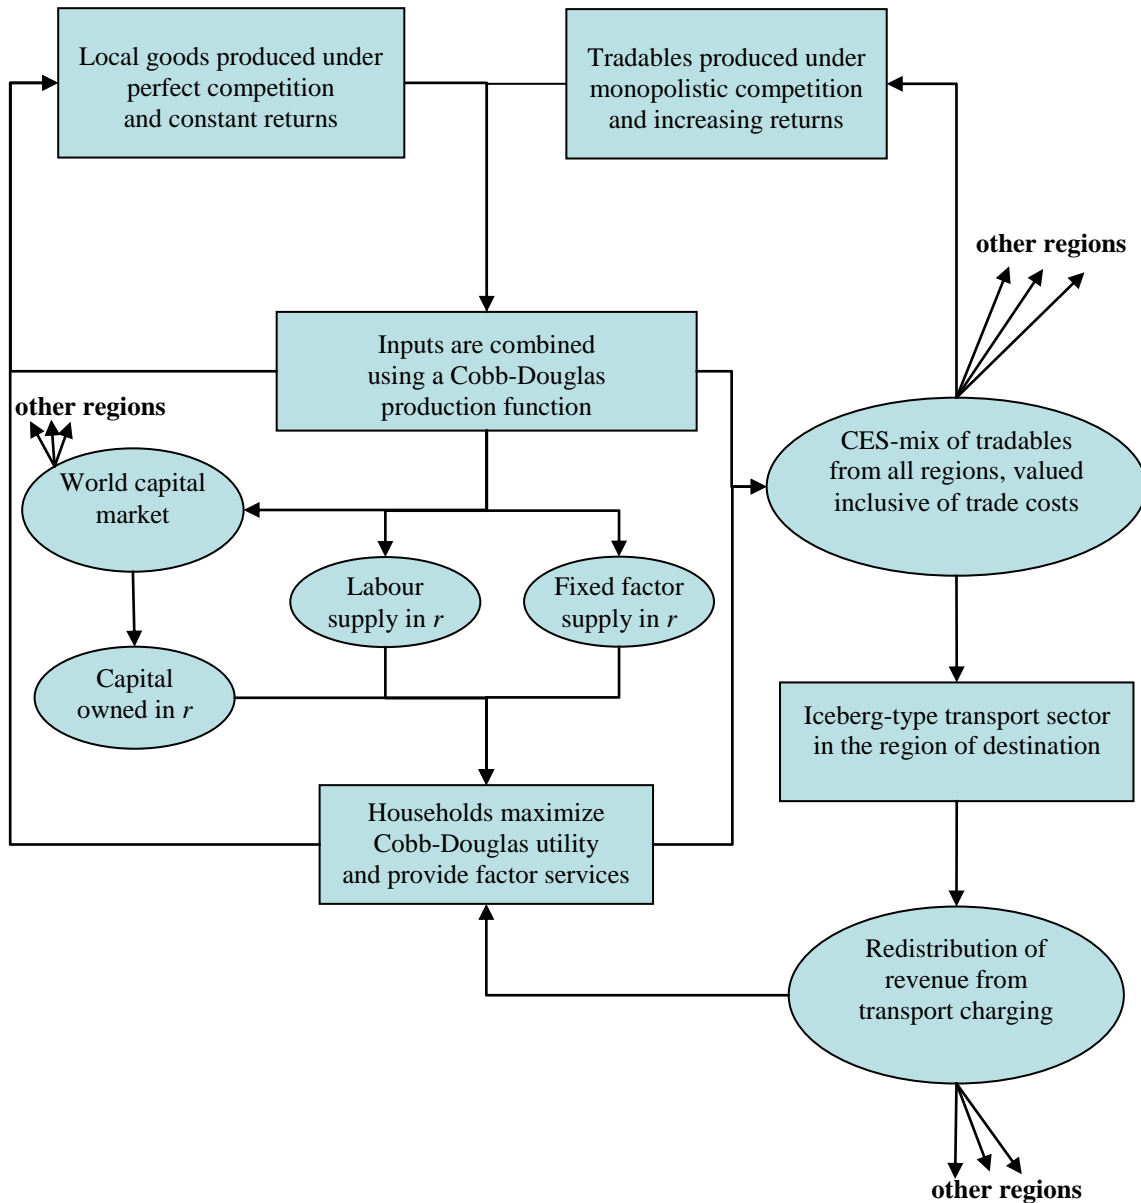 Local goods produced under
perfect competition
and constant returns
Tradables produced under
monopolistic competition
and increasing returns
other regions
Inputs are combined
using a Cobb-Douglas
production function
other regions
World capital
market
CES-mix of tradables
from all regions, valued
inclusive of trade costs
Labour
supply in r
Fixed factor
supply in r
Capital
owned in r
Iceberg-type transport sector
in the region of destination
Households maximize
Cobb-Douglas utility
and provide factor services
Redistribution of
revenue from
transport charging
other regions